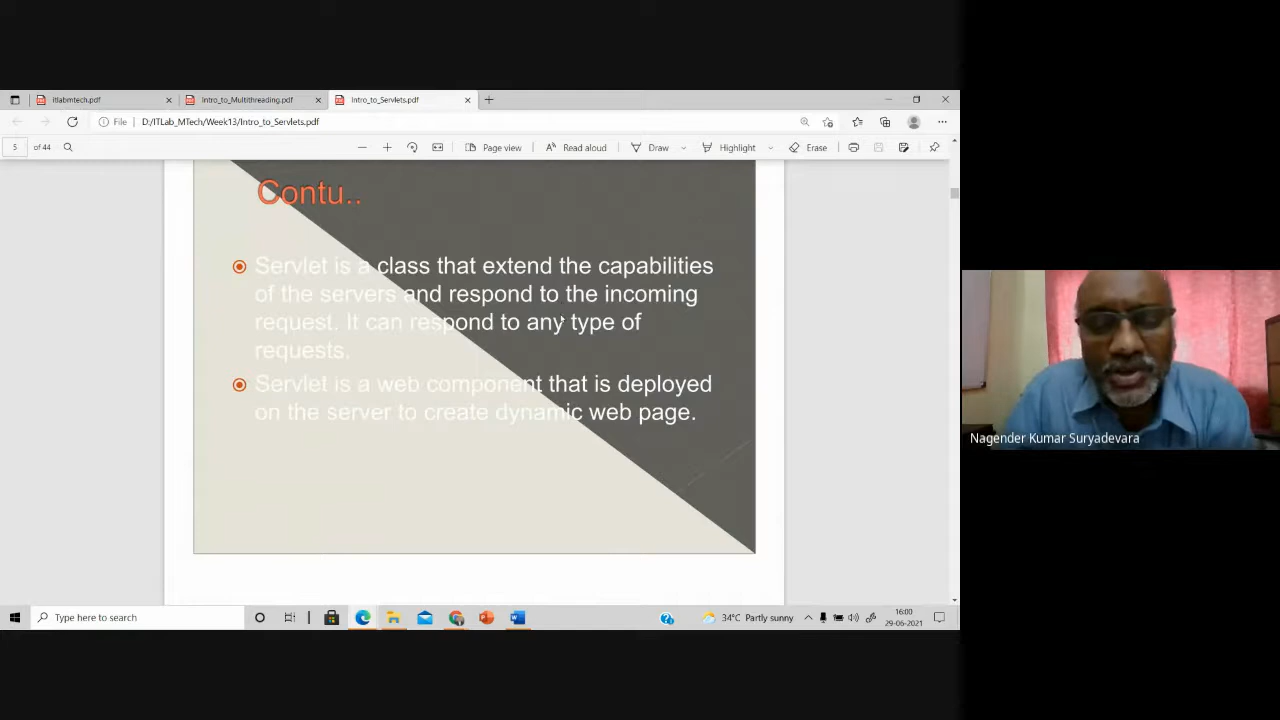 itlabmtech.pdf
Intro_to_Multithreading.pdf
Intro_to_Servlets.pdf
File
D:/ITLab_MTech/Week13/Intro_to_Servlets.pdf
5 of 44
Page view
Read aloud
Draw
Highlight
Erase
Contu..
Servlet is a class that extend the capabilities
of the servers and respond to the incoming
request. It can respond to any type of
requests.
Servlet is a web component that is deployed
on the server to create dynamic web page.
Nagender Kumar Suryadevara
Type here to search
34°C Partly sunny
16:00
29-06-2021